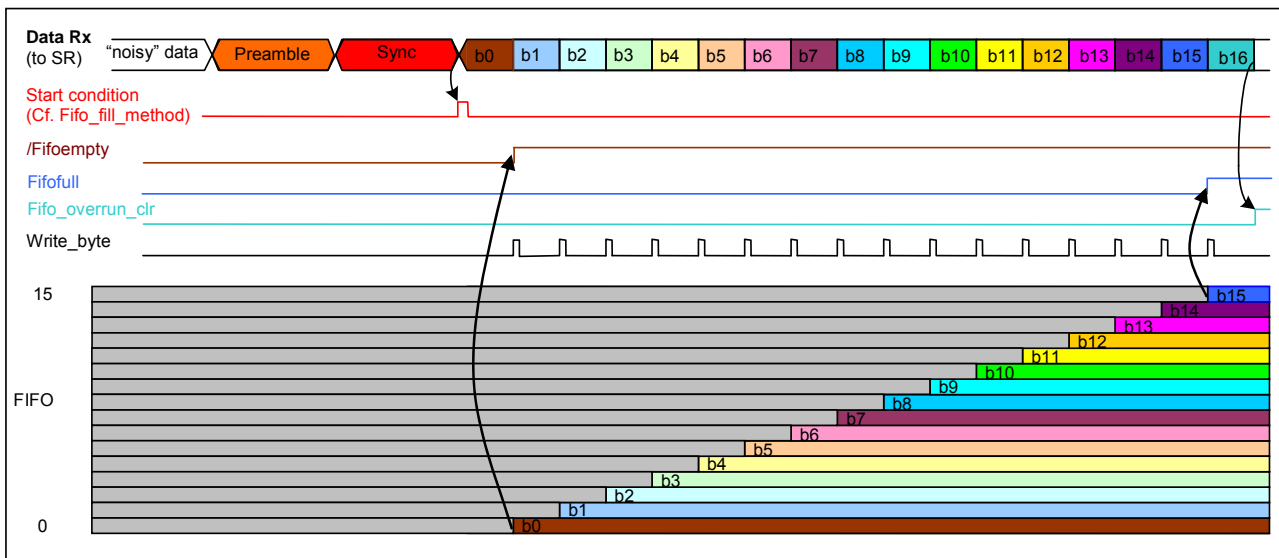 Data Rx
(to SR)
“noisy” data
Preamble
Sync
b0
b1
b2
b3
b4
b5
b6
b7
b8
b9
b10
b11
b12
b13
b14
b15
b16
Start condition
(Cf. Fifo_fill_method)
/Fifoempty
Fifofull
Fifo_overrun_clr
Write_byte
15
b15
b14
b13
b12
b11
b10
b9
FIFO
b8
b7
b6
b5
b4
b3
b2
b1
0
b0